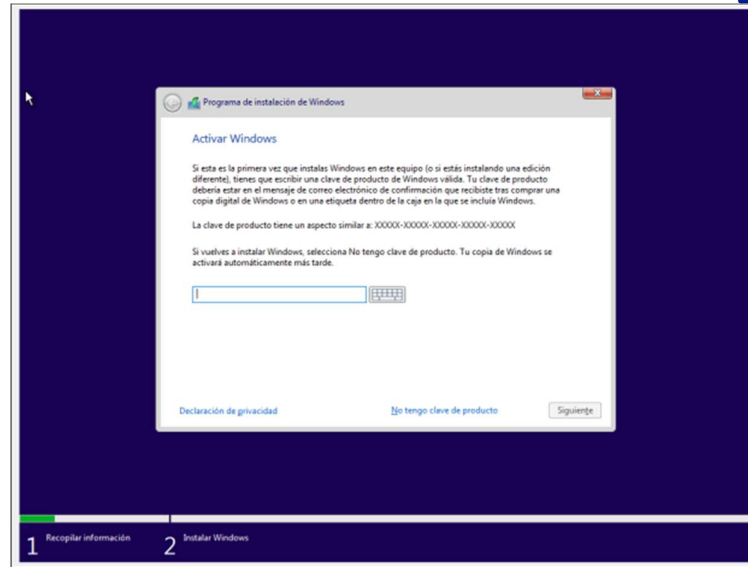 Programa de instalación de Windows
Activar Windows
Si esta es la primera vez que instalas Windows en este equipo (o si estás instalando una edición
diferente), tienes que escribir una clave de producto de Windows válida. Tu clave de producto
debería estar en el mensaje de correo electrónico de confirmación que recibiste tras comprar una
copia digital de Windows o en una etiqueta dentro de la caja en la que se incluía Windows.
La clave de producto tiene un aspecto similar a: XXXXX-XXXXX-XXXXX-XXXXX-XXXXX
Si vuelves a instalar Windows, selecciona No tengo clave de producto. Tu copia de Windows se
activará automáticamente más tarde.
Declaración de privacidad
No tengo clave de producto
Siguiente
1 Recopilar información
2 Instalar Windows